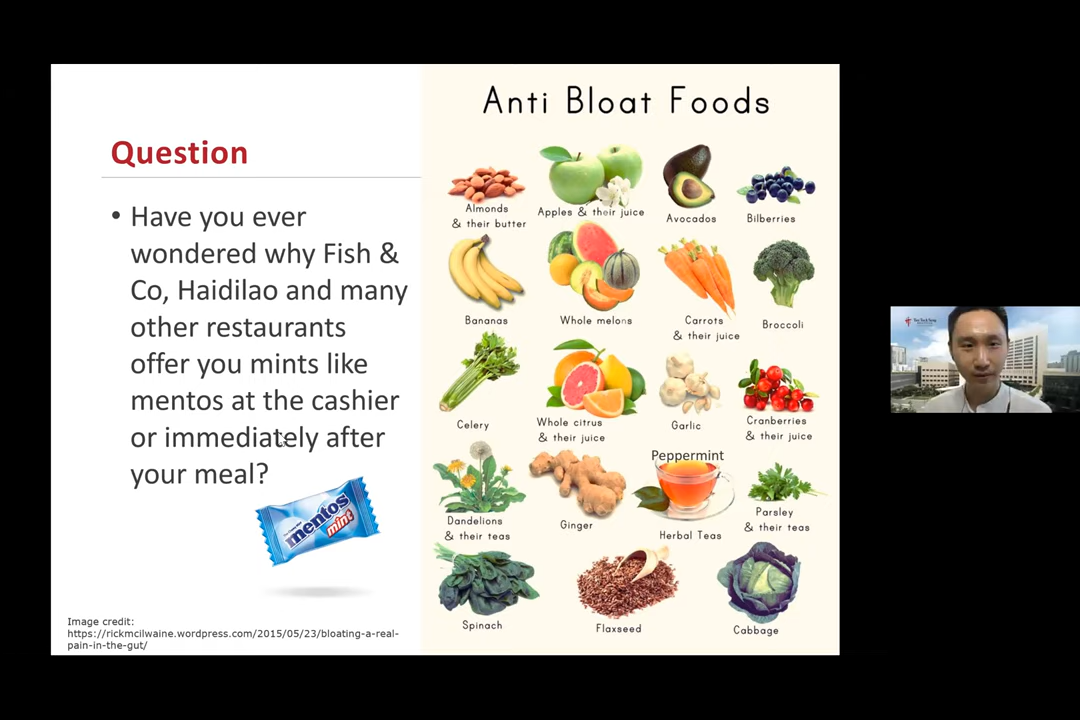 Anti Bloat Foods
Question
• Have you ever
wondered why Fish &
Co, Haidilao and many
other restaurants
offer you mints like
mentos at the cashier
or immediately after
your meal?
mentos
mint
Image credit:
https://rickmcilwaine.wordpress.com/2015/05/23/bloating-a-real-
pain-in-the-gut/
Almonds
& their butter
Apples & their juice
Avocados
Bilberries
Bananas
Whole melons
Carrots
& their juice
Broccoli
Celery
Whole citrus
& their juice
Garlic
Cranberries
& their juice
Dandelions
& their teas
Ginger
Peppermint
Herbal Teas
Parsley
& their teas
Spinach
Flaxseed
Cabbage
Tan Tock Seng